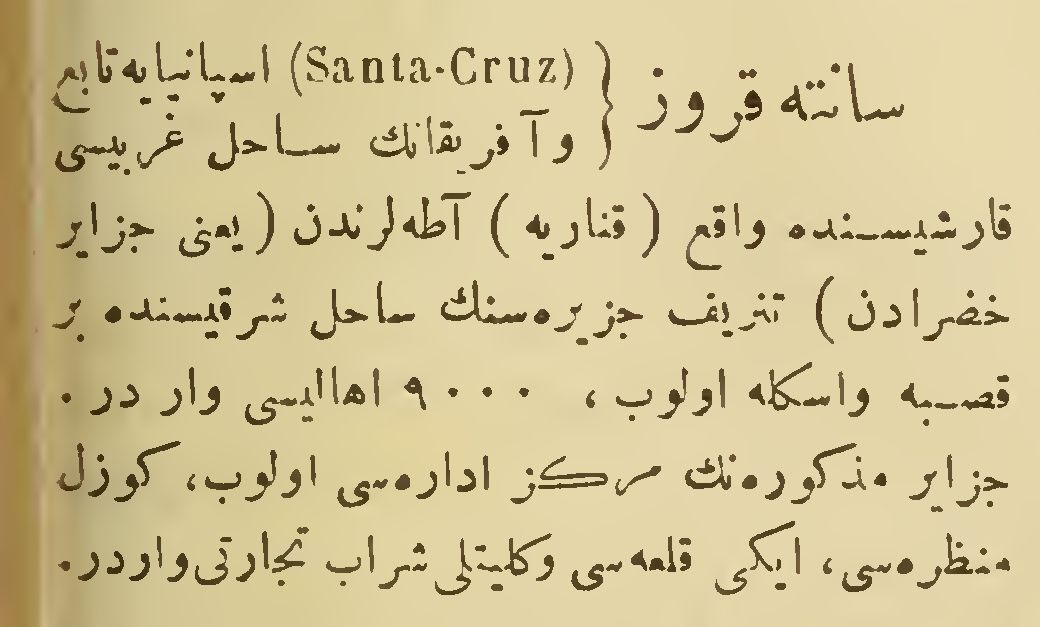 سانته قروز { (Santa-Cruz) اسپانیایه تابع
و آفریقانك ساحل غربیسی
قارشیسنده واقع (قناریه) آطه‌لرندن (یعنی جزایر
خضرادن) تنریف جزیره‌سنك ساحل شرقیسنده بر
قصبه واسکله اولوب، ۹۰۰۰ اهالیسی وار در.
جزایر مذکوره‌نك مرکز اداره‌سی اولوب، کوزل
منظره‌سی، ایکی قلعه‌سی وکلیتلی شراب تجارتی واردر.